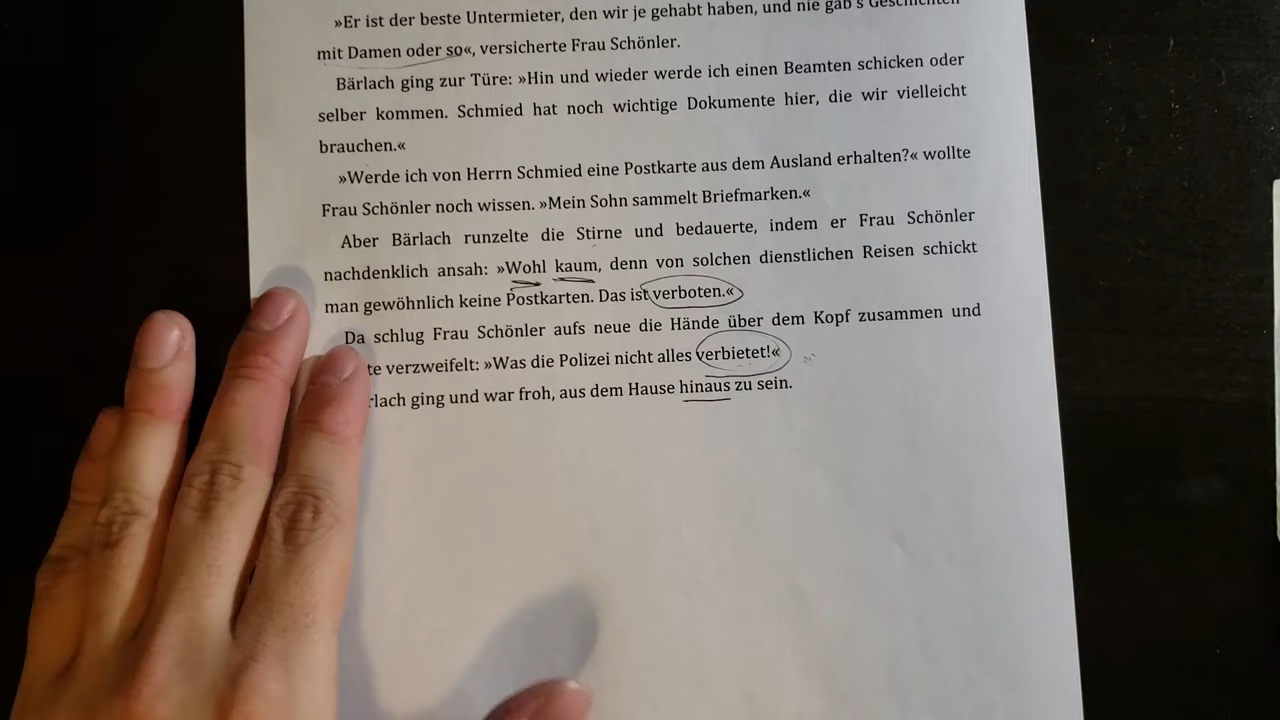 »Er ist der beste Untermieter, den wir je gehabt haben, und nie gab's Geschichten
mit Damen oder so«, versicherte Frau Schönler.
Bärlach ging zur Türe: »Hin und wieder werde ich einen Beamten schicken oder
selber kommen. Schmied hat noch wichtige Dokumente hier, die wir vielleicht
brauchen.«
»Werde ich von Herrn Schmied eine Postkarte aus dem Ausland erhalten?« wollte
Frau Schönler noch wissen. »Mein Sohn sammelt Briefmarken.«
Aber Bärlach runzelte die Stirne und bedauerte, indem er Frau Schönler
nachdenklich ansah: »Wohl kaum, denn von solchen dienstlichen Reisen schickt
man gewöhnlich keine Postkarten. Das ist verboten.«
Da schlug Frau Schönler aufs neue die Hände über dem Kopf zusammen und
te verzweifelt: »Was die Polizei nicht alles verbietet!«
rlach ging und war froh, aus dem Hause hinaus zu sein.